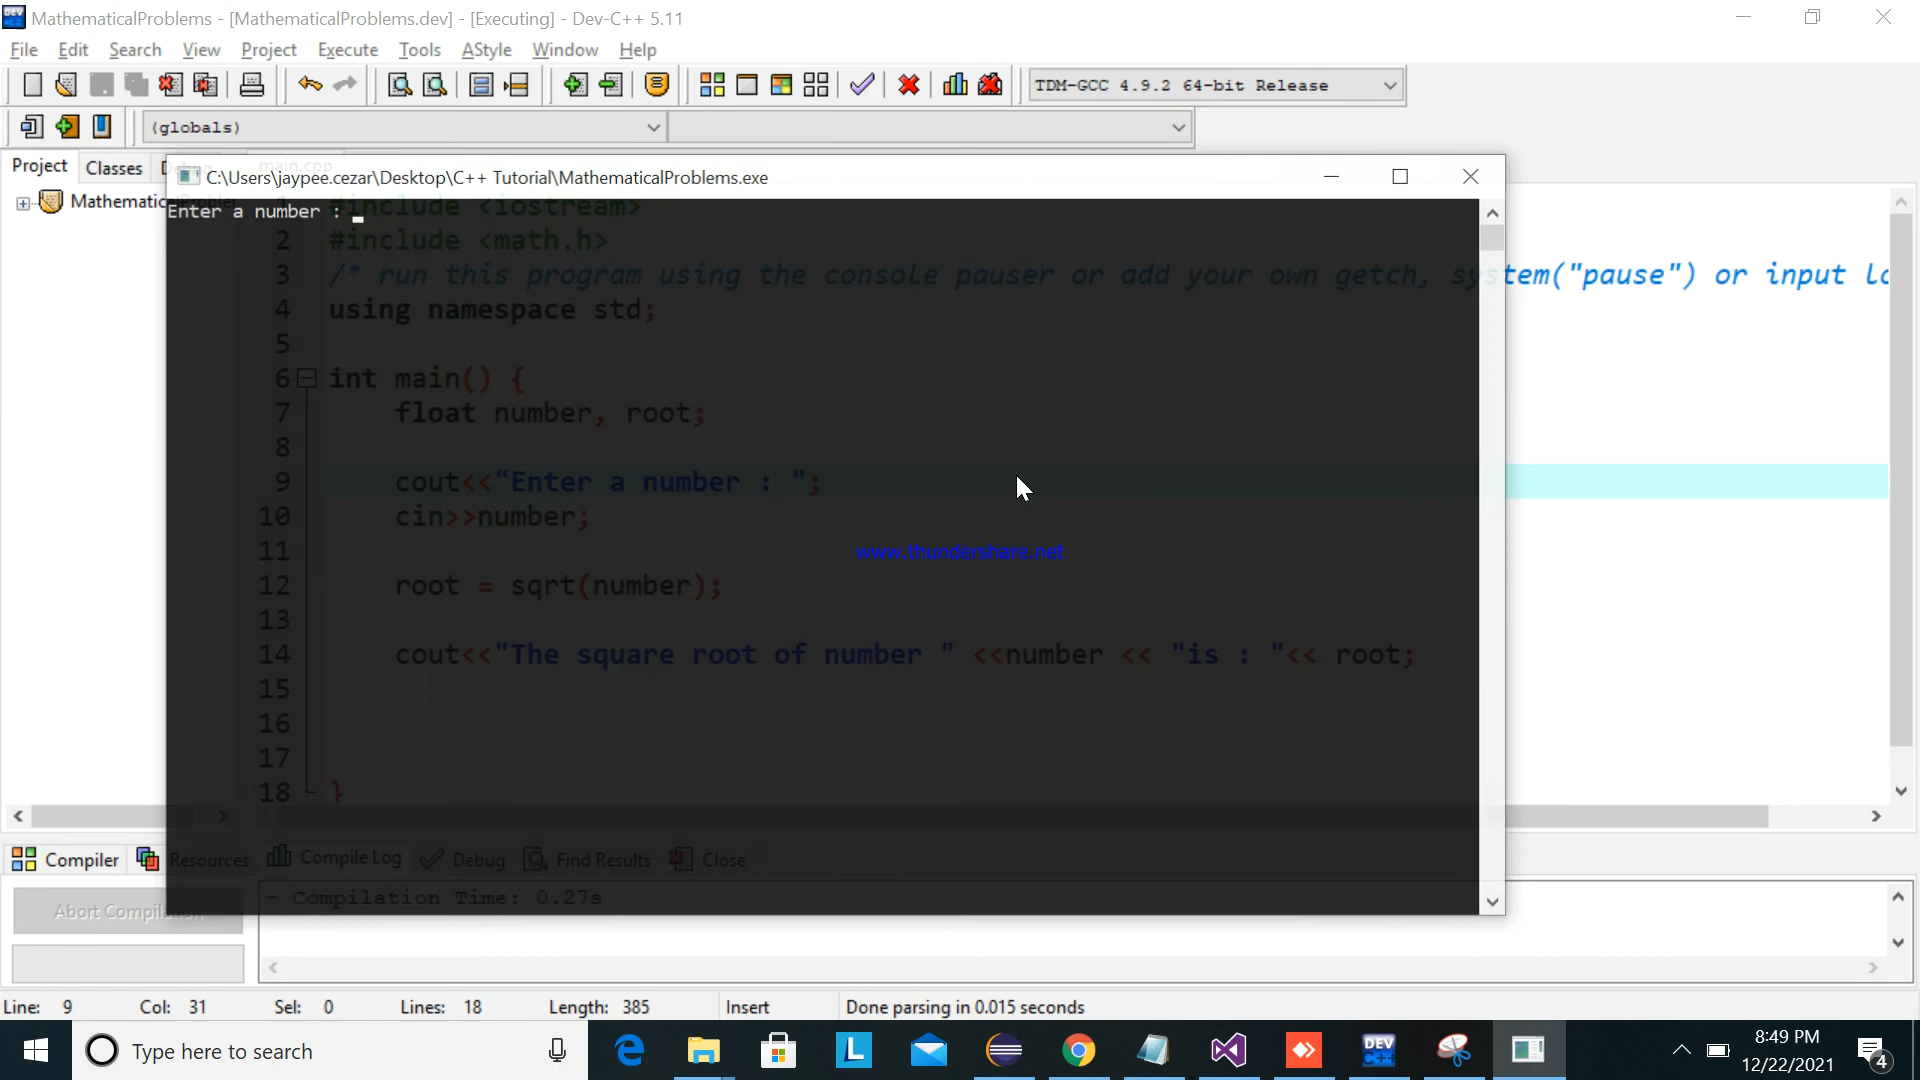 MathematicalProblems - [MathematicalProblems.dev] - [Executing] - Dev-C++ 5.11
File Edit Search View Project Execute Tools AStyle Window Help
TDM-GCC 4.9.2 64-bit Release
(globals)
Project Classes main.cpp
C:\Users\jaypee.cezar\Desktop\C++ Tutorial\MathematicalProblems.exe
Enter a number : _
#include <iostream>
2 #include <math.h>
3 /* run this program using the console pauser or add your own getch, system("pause") or input lo
4 using namespace std;
5
6 int main() {
7 float number, root;
8
9 cout<<"Enter a number : ";
10 cin>>number;
11
www.thundershare.net
12 root = sqrt(number);
13
14 cout<<"The square root of number " <<number << "is : "<< root;
15
16
17
18 }
Compiler Resources Compile Log Debug Find Results Close
Abort Compilation
- Compilation Time: 0.27s
Line: 9 Col: 31 Sel: 0 Lines: 18 Length: 385 Insert Done parsing in 0.015 seconds
Type here to search
L
DEV
C++
8:49 PM
12/22/2021
4